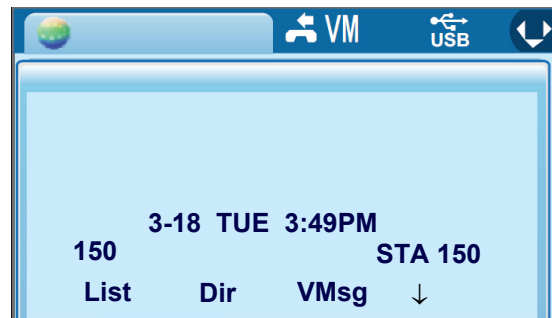 VM USB
3-18 TUE 3:49PM
150 STA 150
List Dir VMsg ↓